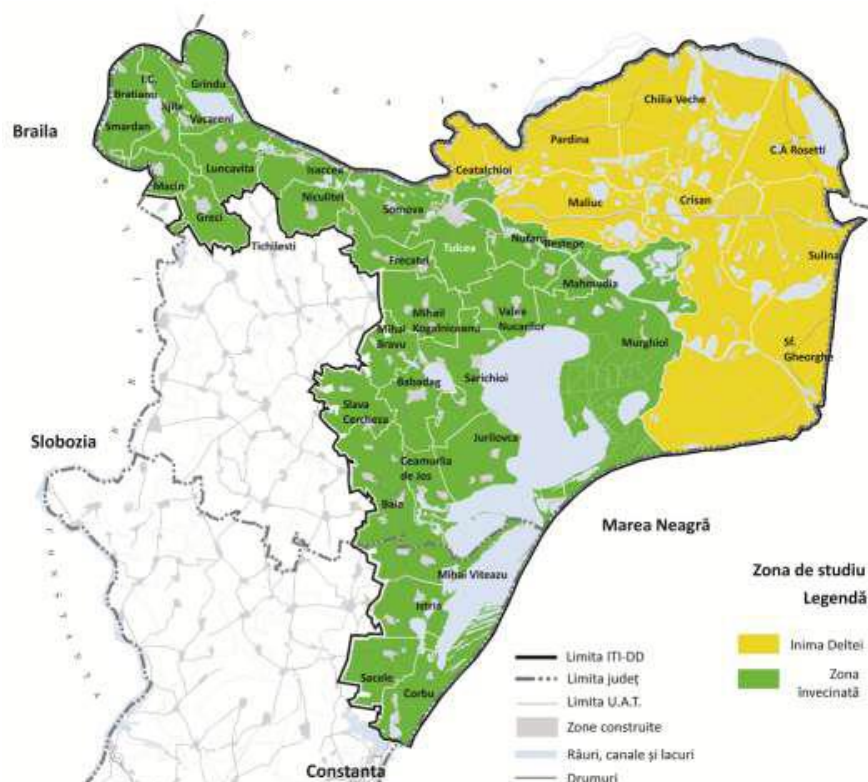 I.C.
Bratianu
Grindu
Jijila
Vacareni
Smardan
Braila
Chilia Veche
Pardina
C.A Rosetti
Luncavita
Isaccea
Ceatalchioi
Macin
Niculitel
Maliuc
Crisan
Greci
Somova
Nufaru
Bestepe
Tichilesti
Tulcea
Sulina
Frecatei
Mahmudia
Mihail
Kogalniceanu
Valea
Nucarilor
Mihai
Bravu
Murghiol
Sf.
Gheorghe
Babadag
Sarichioi
Slava
Cercheza
Slobozia
Jurilovca
Ceamurlia
de Jos
Baia
Marea Neagră
Mihai Viteazu
Istria
Sacele
Corbu
Constanta
Zona de studiu
Legendă
Inima Deltei
Zona
învecinată
Limita ITI-DD
Limita județ
Limita U.A.T.
Zone construite
Râuri, canale și lacuri
Drumuri